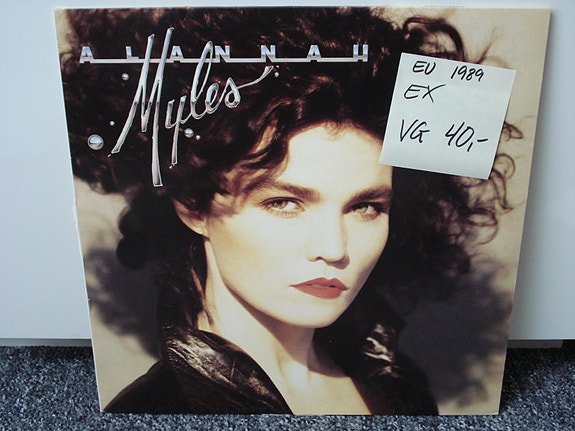 ALANNAH
Myles
EU 1989
EX
VG 40,-